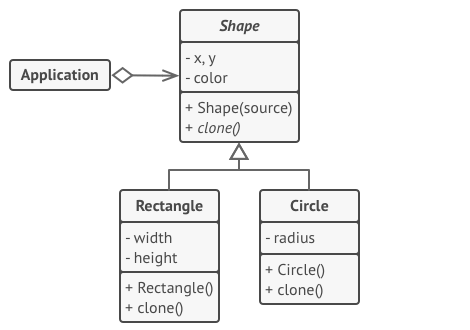 Shape
- x, y
- color
+ Shape(source)
+ clone()
Application
Rectangle
- width
- height
+ Rectangle()
+ clone()
Circle
- radius
+ Circle()
+ clone()